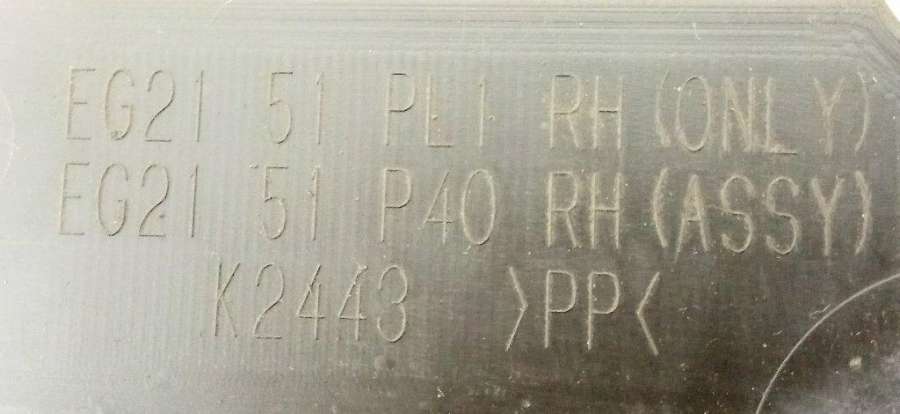 EG21 51 PL1 RH (ONLY)
EG21 51 P40 RH (ASSY)
K2443 >PP<